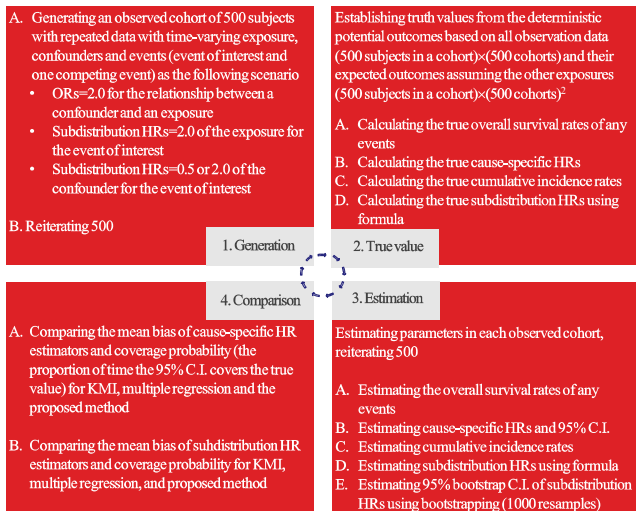 A. Generating an observed cohort of 500 subjects
with repeated data with time-varying exposure,
confounders and events (event of interest and
one competing event) as the following scenario
• ORs=2.0 for the relationship between a
confounder and an exposure
• Subdistribution HRs=2.0 of the exposure for
the event of interest
• Subdistribution HRs=0.5 or 2.0 of the
confounder for the event of interest
B. Reiterating 500
1. Generation
Establishing truth values from the deterministic
potential outcomes based on all observation data
(500 subjects in a cohort)×(500 cohorts) and their
expected outcomes assuming the other exposures
(500 subjects in a cohort)×(500 cohorts)²
A. Calculating the true overall survival rates of any
events
B. Calculating the true cause-specific HRs
C. Calculating the true cumulative incidence rates
D. Calculating the true subdistribution HRs using
formula
2. True value
3. Estimation
Estimating parameters in each observed cohort,
reiterating 500
A. Estimating the overall survival rates of any
events
B. Estimating cause-specific HRs and 95% C.I.
C. Estimating cumulative incidence rates
D. Estimating subdistribution HRs using formula
E. Estimating 95% bootstrap C.I. of subdistribution
HRs using bootstrapping (1000 resamples)
4. Comparison
A. Comparing the mean bias of cause-specific HR
estimators and coverage probability (the
proportion of time the 95% C.I. covers the true
value) for KMI, multiple regression and the
proposed method
B. Comparing the mean bias of subdistribution HR
estimators and coverage probability for KMI,
multiple regression, and proposed method